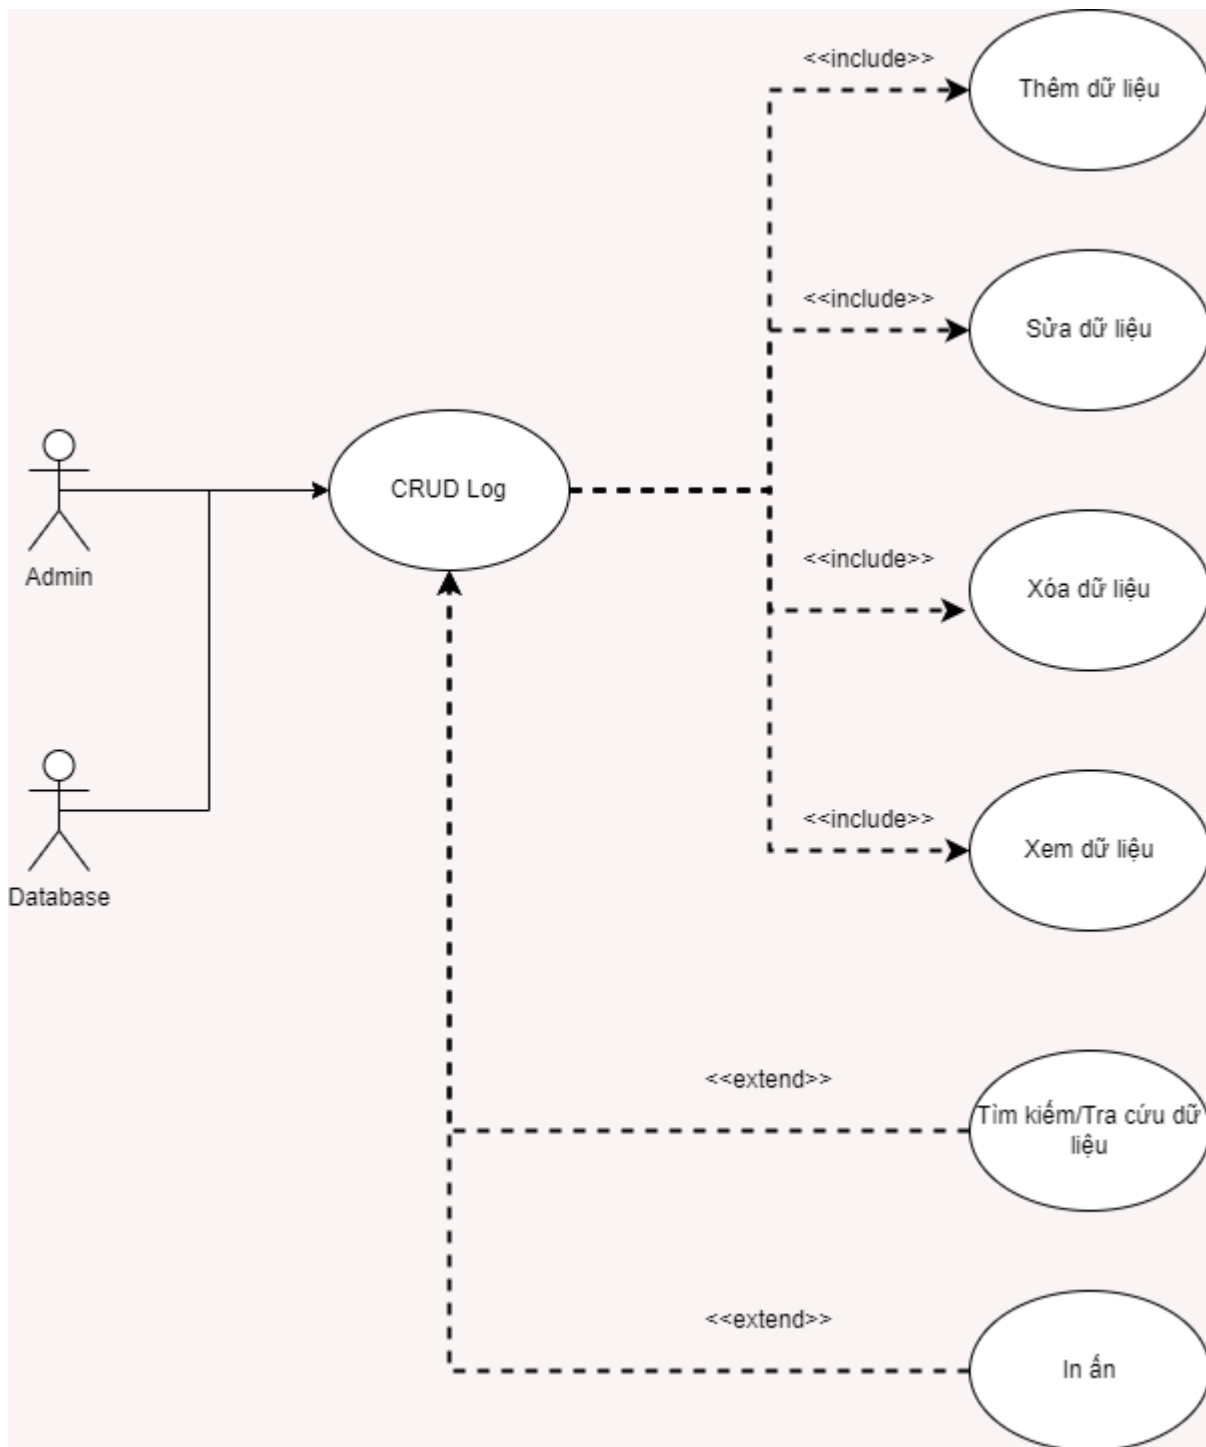 <<include>>
Thêm dữ liệu
<<include>>
Sửa dữ liệu
CRUD Log
Admin
<<include>>
Xóa dữ liệu
<<include>>
Xem dữ liệu
Database
<<extend>>
Tìm kiếm/Tra cứu dữ
liệu
<<extend>>
In ấn